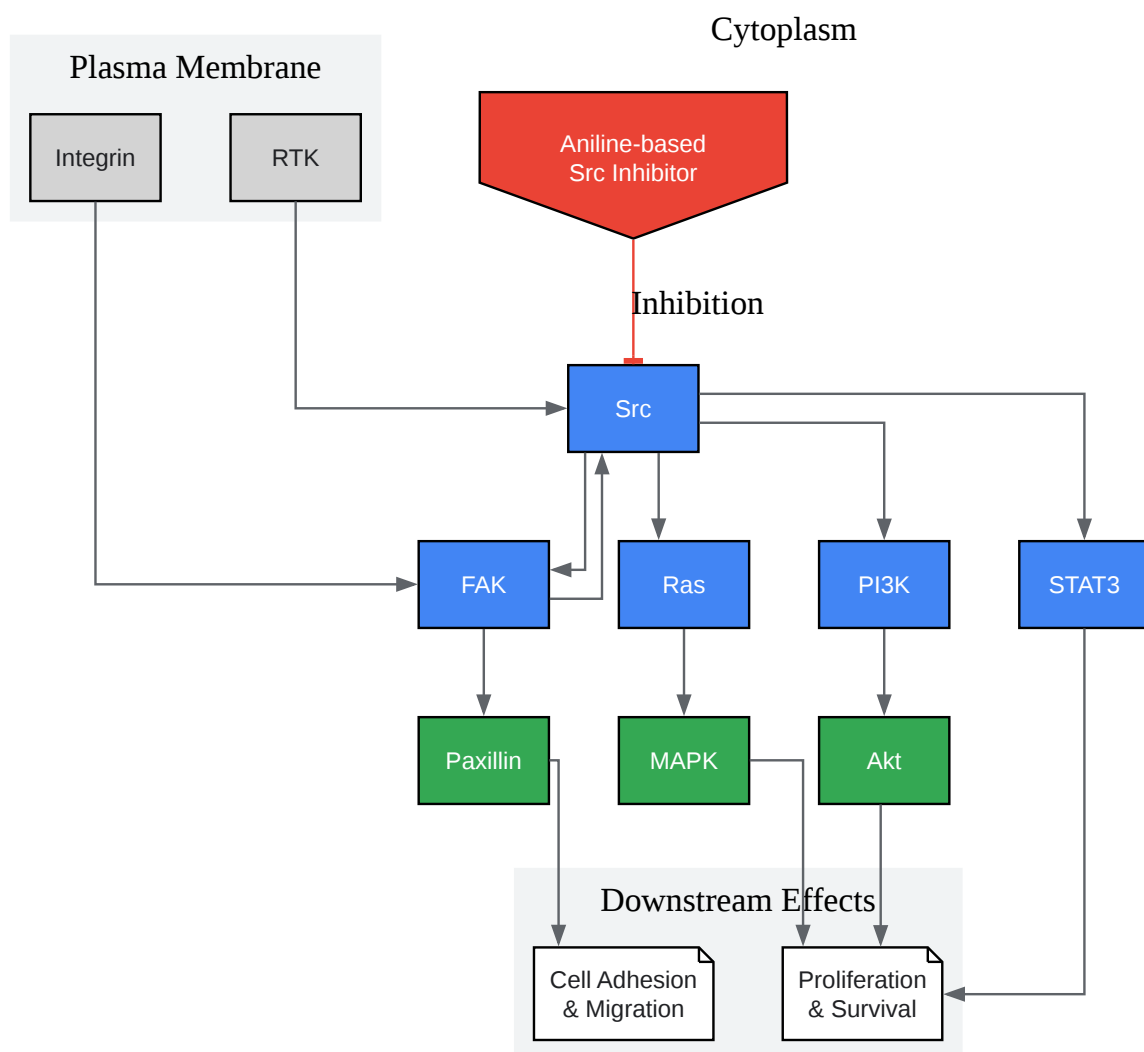 Cytoplasm
Plasma Membrane
Integrin
RTK
Aniline-based
Src Inhibitor
Inhibition
Src
FAK
Ras
PI3K
STAT3
Paxillin
MAPK
Akt
Downstream Effects
Cell Adhesion
& Migration
Proliferation
& Survival